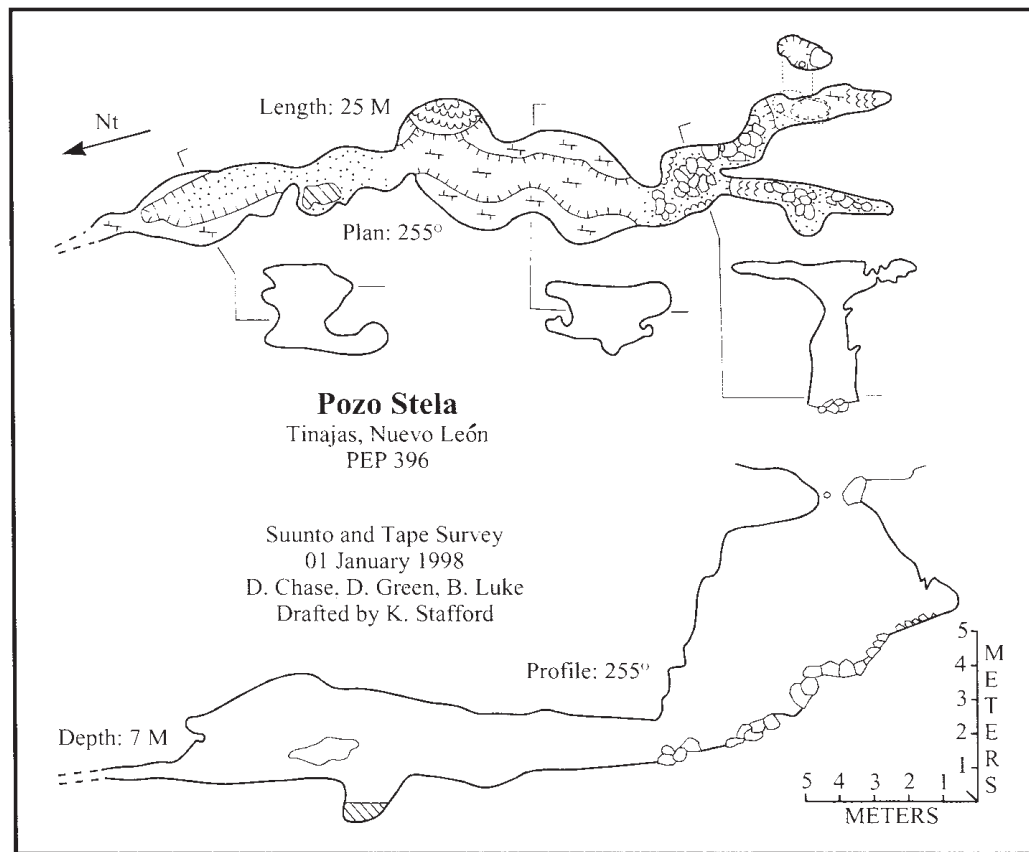 Length: 25 M
Nt
Plan: 255°
Pozo Stela
Tinajas, Nuevo León
PEP 396
Suunto and Tape Survey
01 January 1998
D. Chase, D. Green, B. Luke
Drafted by K. Stafford
Profile: 255°
Depth: 7 M
5
4
3
2
1
METERS
5 4 3 2 1
METERS